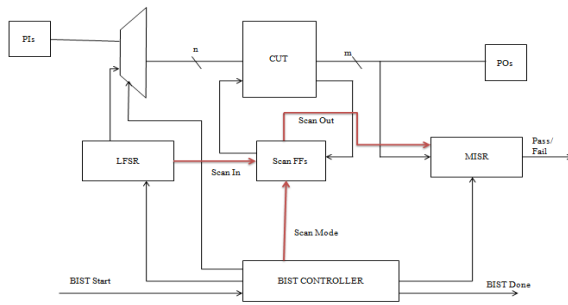 PIs
n
CUT
m
POs
Scan Out
LFSR
Scan FFs
MISR
Pass/
Fail
Scan In
Scan Mode
BIST Start
BIST CONTROLLER
BIST Done